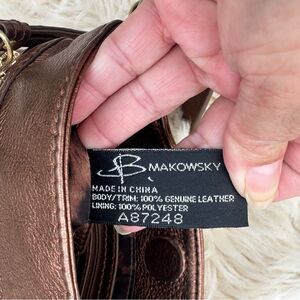 B MAKOWSKY
MADE IN CHINA
BODY/TRIM: 100% GENUINE LEATHER
LINING: 100% POLYESTER
A87248